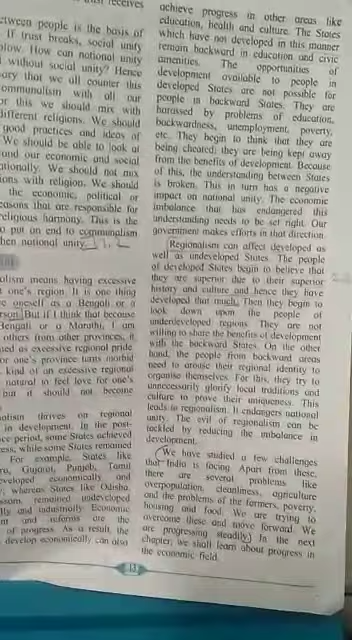 receives
etween people is the basis of
If trust breaks, social unity
How can national unity
without social unity? Hence
ary that we all counter this
ommunalism with all our
r this we should mix with
ifferent religions. We should
good practices and ideas of
We should be able to look at
and our economic and social
ationally. We should not mix
ions with religion. We should
the economic, political or
easons that are responsible for
religious harmony. This is the
o put an end to communalism
then national unity
alism means having excessive
one's region. It is one thing
oneself as a Bengali or a
But if I think that because
Bengali or a Marathi, I am
others from other provinces, it
ed as excessive regional pride
or one's province turns morbid
kind of an excessive regional
natural to feel love for one's
but it should not become
alism thrives on regional
in development. In the post-
ce period, some States achieved
ess, while some States remained
For example, States like
Gujarat, Punjab, Tamil
eveloped economically and
whereas States like Odisha,
remained undeveloped
lly and industrially. Economic
and reforms are the
of progress. As a result, the
develop economically can also
achieve progress in other areas like
education, health and culture. The States
which have not developed in this manner
remain backward in education and civic
amenities. The opportunities of
development available to people in
developed States are not possible for
people in backward States. They are
harassed by problems of education,
backwardness, unemployment, poverty,
etc. They begin to think that they are
being cheated; they are being kept away
from the benefits of development. Because
of this, the understanding between States
is broken. This in turn has a negative
impact on national unity. The economic
imbalance that has endangered this
understanding needs to be set right. Our
government makes efforts in that direction.
Regionalism can affect developed as
well as undeveloped States. The people
of developed States begin to believe that
they are superior due to their superior
history and culture and hence they have
developed that much. Then they begin to
look down upon the people of
underdeveloped regions. They are not
willing to share the benefits of development
with the backward States. On the other
hand, the people from backward areas
need to arouse their regional identity to
organise themselves. For this, they try to
unnecessarily glorify local traditions and
culture to prove their uniqueness. This
leads to regionalism. It endangers national
unity. The evil of regionalism can be
tackled by reducing the imbalance in
development.
We have studied a few challenges
that India is facing. Apart from these,
there are several problems like
overpopulation, cleanliness, agriculture
and the problems of the farmers, poverty,
housing and food. We are trying to
overcome these and move forward. We
are progressing steadily. In the next
chapter, we shall learn about progress in
the economic field.
13